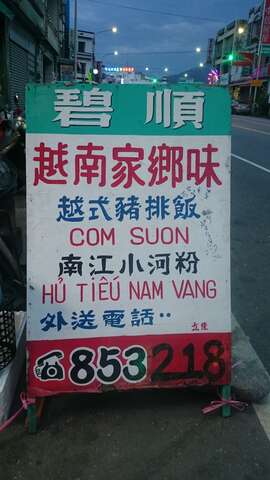 碧順
越南家鄉味
越式豬排飯
COM SUON
南江小河粉
HỦ TIẾU NAM VANG
外送電話··
853218